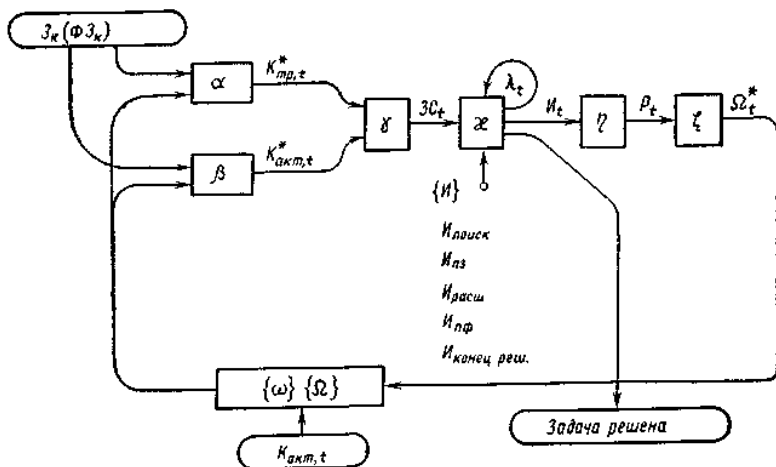 З_к(ФЗ_к)
α
K*_тр,t
β
K*_акт,t
γ
ЗС_t
ϰ
λ_t
И_t
η
P_t
ζ
Ω*_t
{И}
И_поиск
И_пз
И_расш
И_пф
И_конец реш.
{ω} {Ω}
K_акт,t
Задача решена